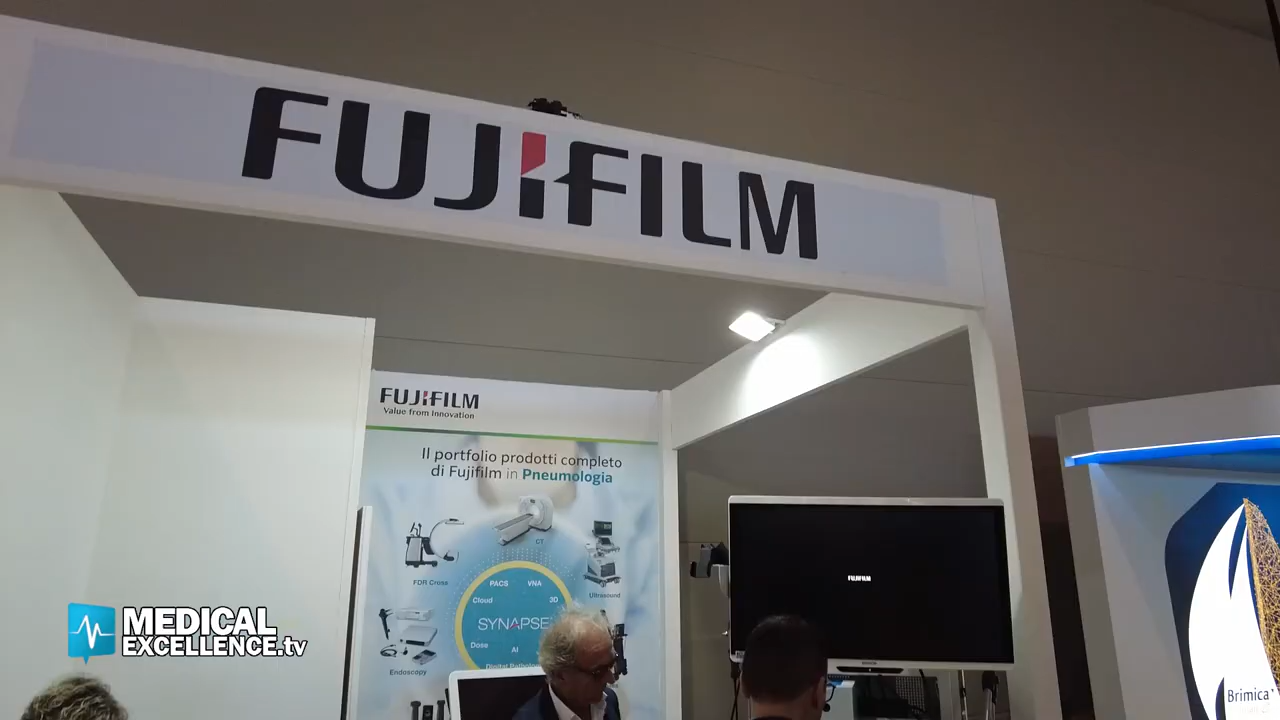 FUJIFILM
FUJIFILM
Value from Innovation
Il portfolio prodotti completo
di Fujifilm in Pneumologia
CT
FDR Cross
Ultrasound
PACS VNA
Cloud 3D
SYNAPSE
Dose
AI
Endoscopy
FUJIFILM
Brimica
MEDICAL
EXCELLENCE.tv